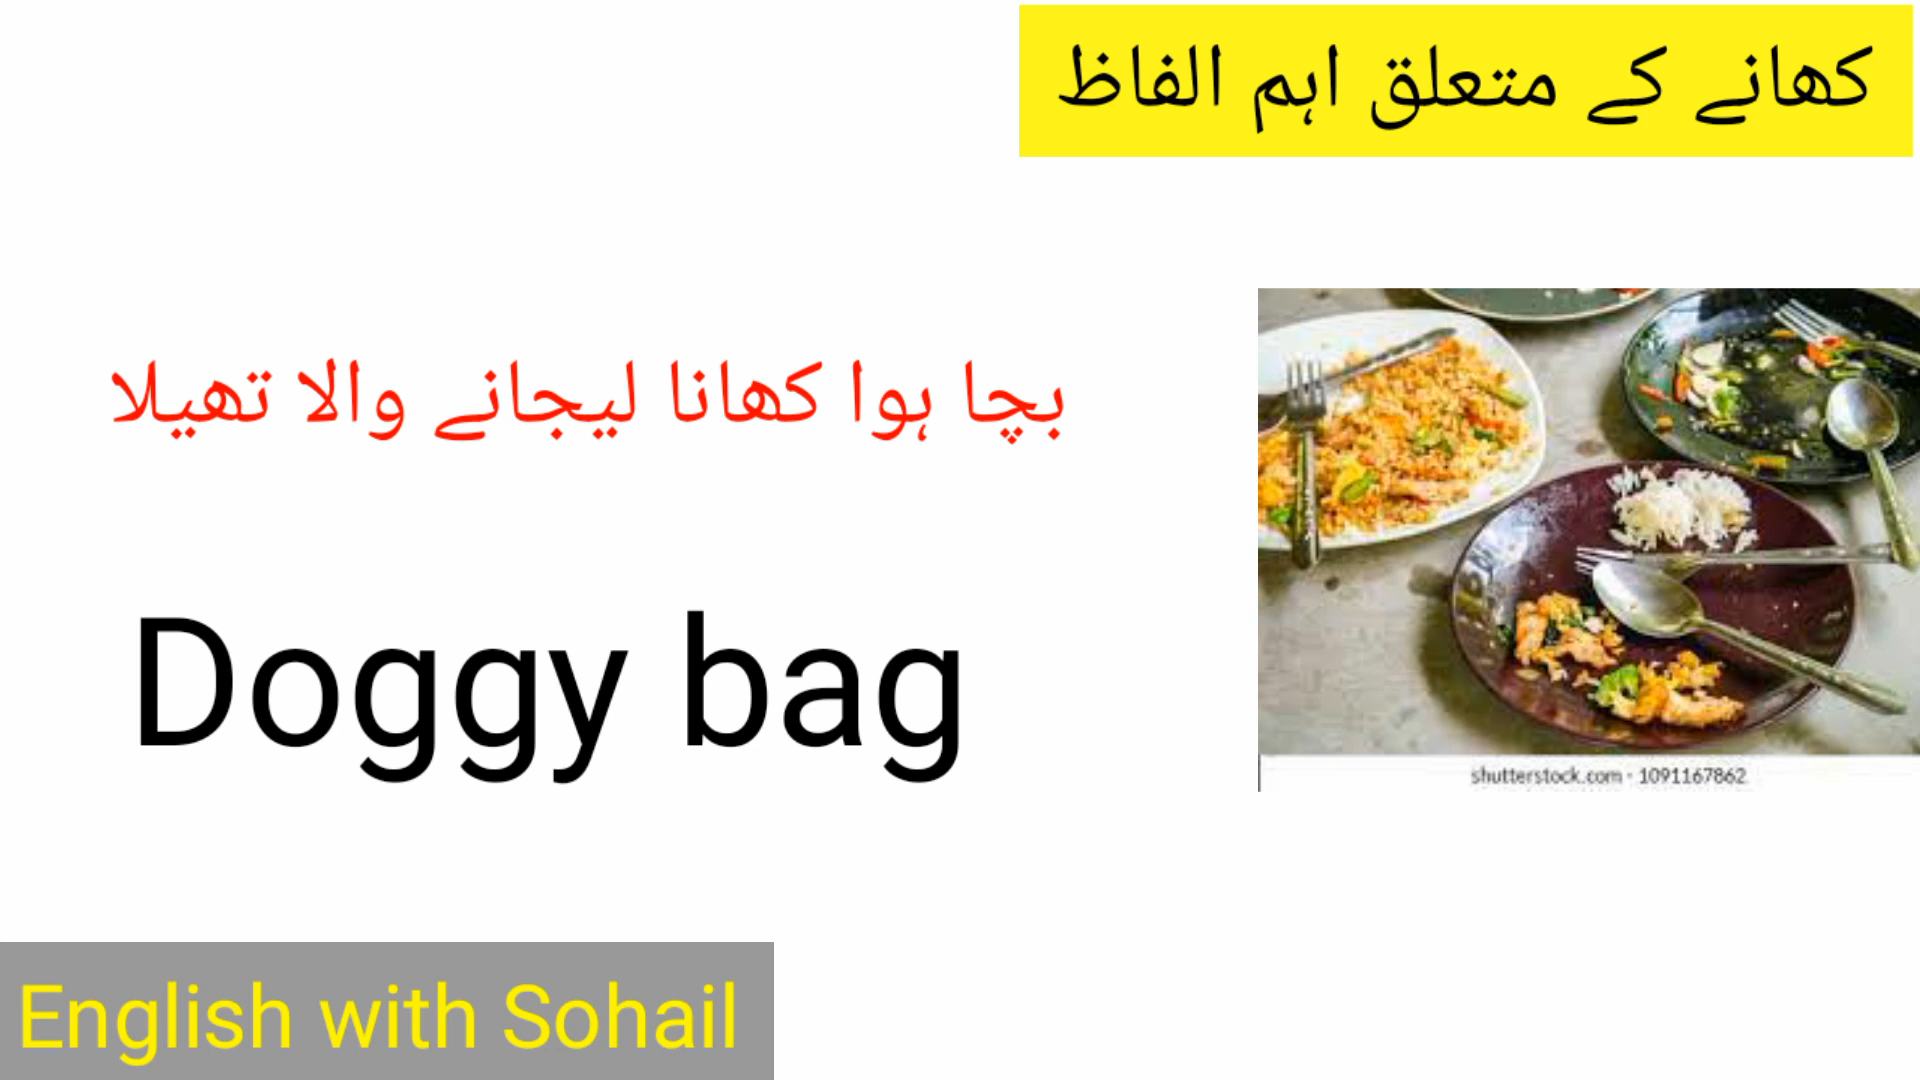 کھانے کے متعلق اہم الفاظ
بچا ہوا کھانا لیجانے والا تھیلا
Doggy bag
shutterstock.com · 1091167862
English with Sohail